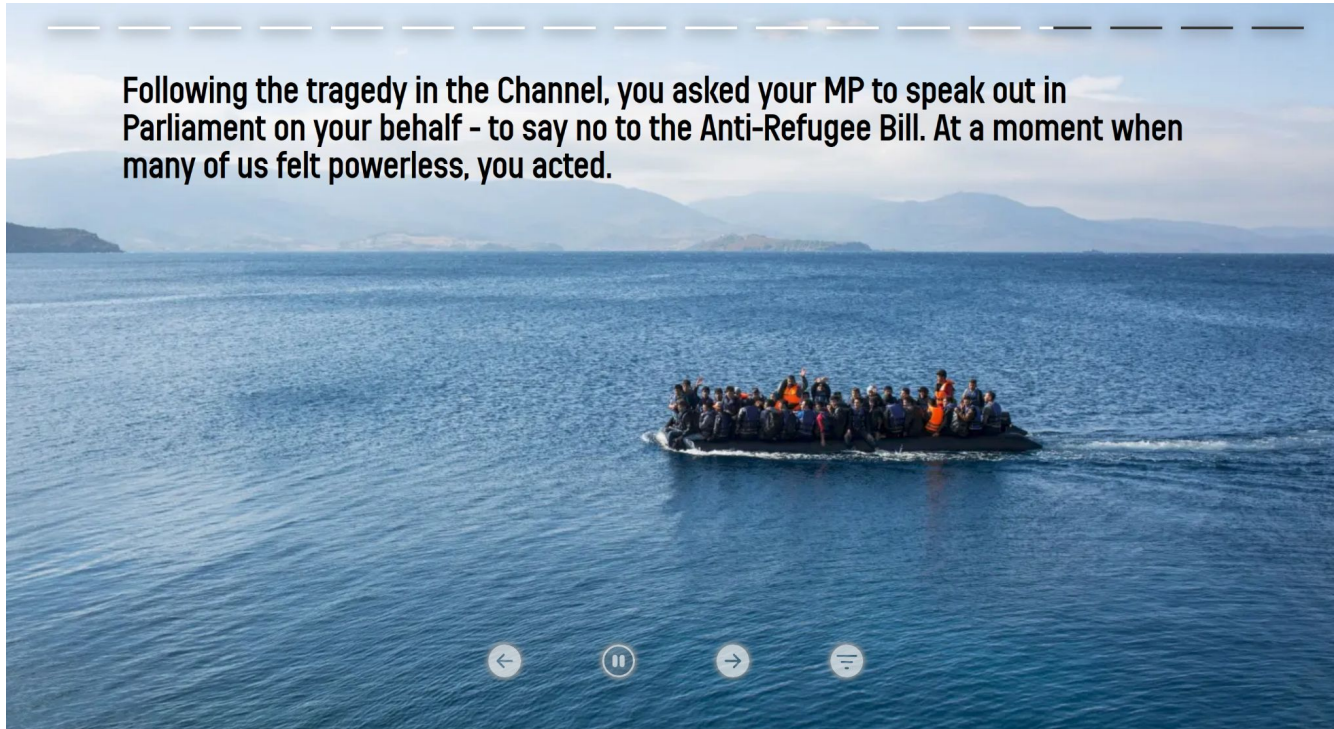 Following the tragedy in the Channel, you asked your MP to speak out in
Parliament on your behalf - to say no to the Anti-Refugee Bill. At a moment when
many of us felt powerless, you acted.